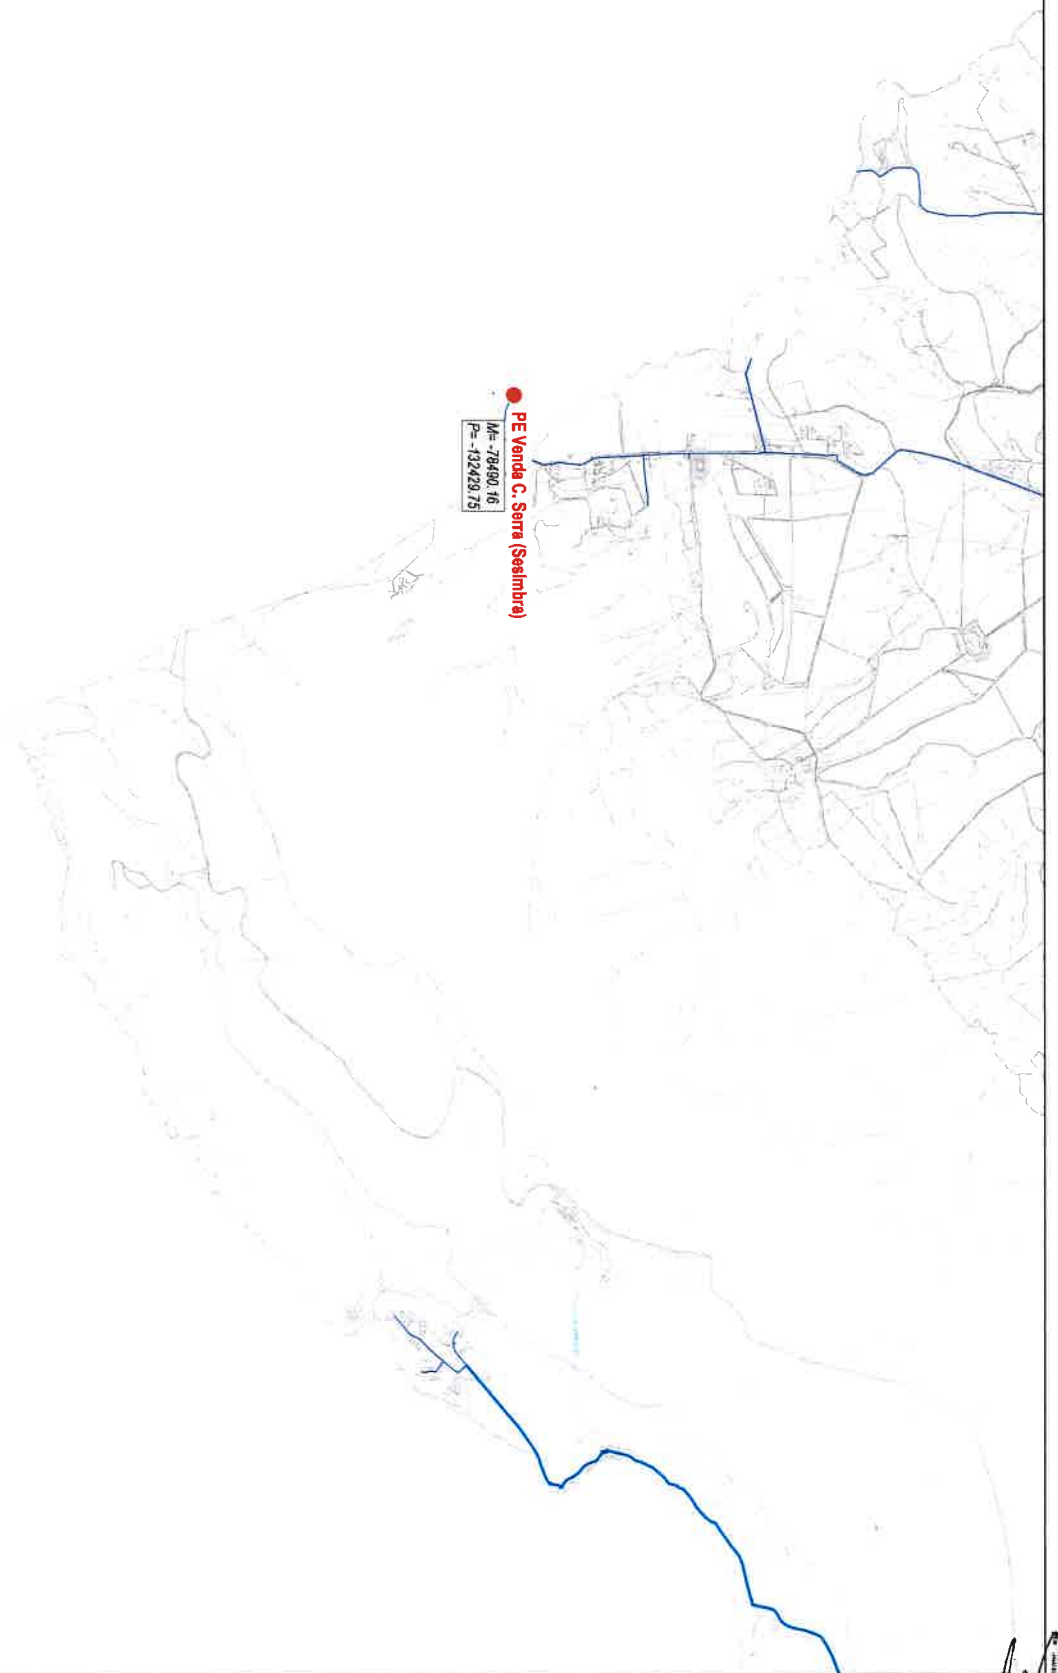 PE Venda C. Serra (Sesimbra)
M= -78490.16
P= -132429.75